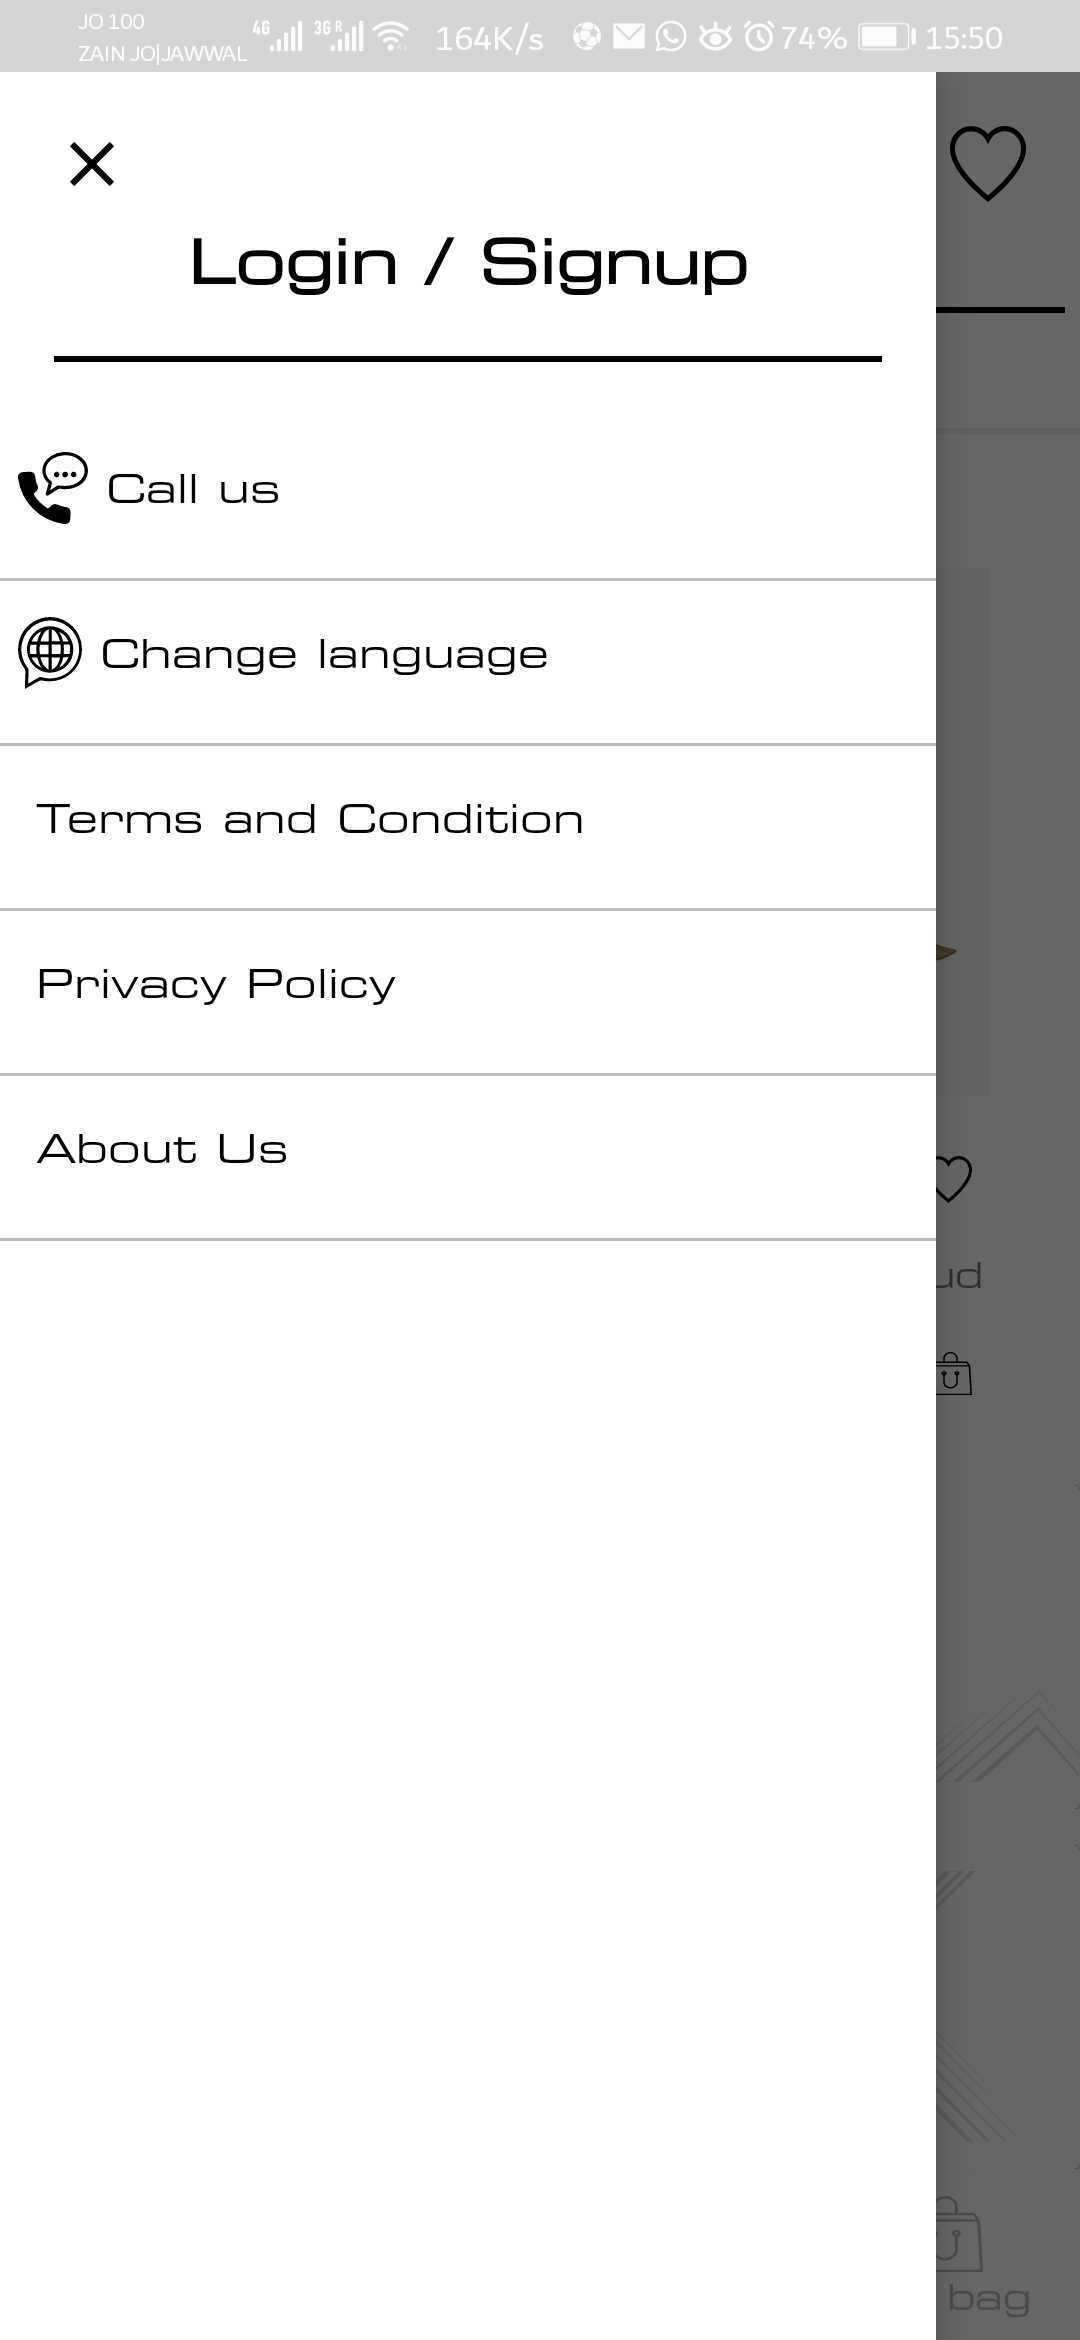 JO 100
ZAIN JO|JAWWAL 4G 3G R 164K/s 74% 15:50
Login / Signup
Call us
Change language
Terms and Condition
Privacy Policy
About Us
ud
bag